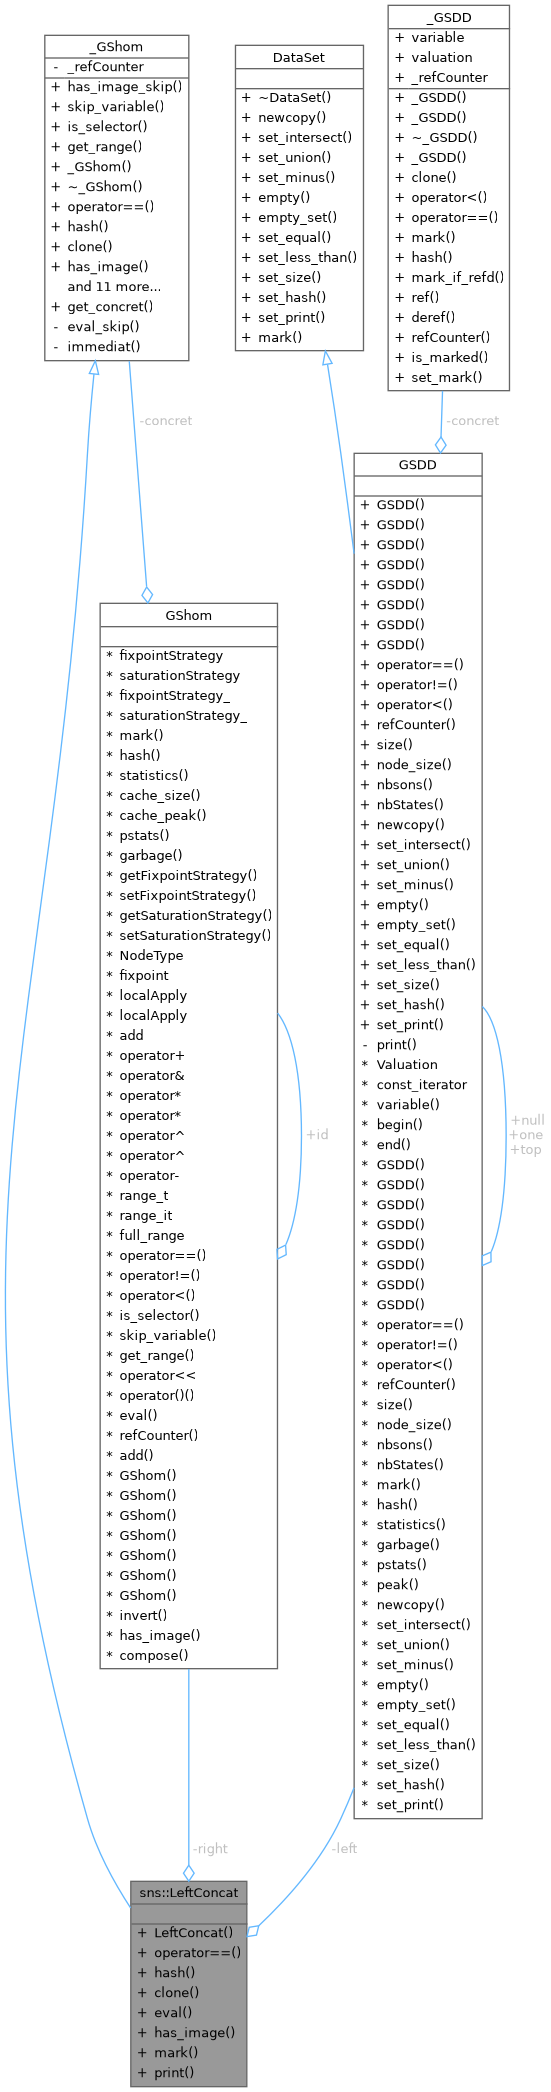 _GShom
- _refCounter
+ has_image_skip()
+ skip_variable()
+ is_selector()
+ get_range()
+ _GShom()
+ ~_GShom()
+ operator==()
+ hash()
+ clone()
+ has_image()
and 11 more...
+ get_concret()
- eval_skip()
- immediat()
DataSet
+ ~DataSet()
+ newcopy()
+ set_intersect()
+ set_union()
+ set_minus()
+ empty()
+ empty_set()
+ set_equal()
+ set_less_than()
+ set_size()
+ set_hash()
+ set_print()
+ mark()
_GSDD
+ variable
+ valuation
+ _refCounter
+ _GSDD()
+ _GSDD()
+ ~_GSDD()
+ _GSDD()
+ clone()
+ operator<()
+ operator==()
+ mark()
+ hash()
+ mark_if_refd()
+ ref()
+ deref()
+ refCounter()
+ is_marked()
+ set_mark()
-concret
-concret
GShom
* fixpointStrategy
* saturationStrategy
* fixpointStrategy_
* saturationStrategy_
* mark()
* hash()
* statistics()
* cache_size()
* cache_peak()
* pstats()
* garbage()
* getFixpointStrategy()
* setFixpointStrategy()
* getSaturationStrategy()
* setSaturationStrategy()
* NodeType
* fixpoint
* localApply
* localApply
* add
* operator+
* operator&
* operator*
* operator*
* operator^
* operator^
* operator-
* range_t
* range_it
* full_range
* operator==()
* operator!=()
* operator<()
* is_selector()
* skip_variable()
* get_range()
* operator<<
* operator()()
* eval()
* refCounter()
* add()
* GShom()
* GShom()
* GShom()
* GShom()
* GShom()
* GShom()
* GShom()
* invert()
* has_image()
* compose()
+id
GSDD
+ GSDD()
+ GSDD()
+ GSDD()
+ GSDD()
+ GSDD()
+ GSDD()
+ GSDD()
+ GSDD()
+ operator==()
+ operator!=()
+ operator<()
+ refCounter()
+ size()
+ node_size()
+ nbsons()
+ nbStates()
+ newcopy()
+ set_intersect()
+ set_union()
+ set_minus()
+ empty()
+ empty_set()
+ set_equal()
+ set_less_than()
+ set_size()
+ set_hash()
+ set_print()
- print()
* Valuation
* const_iterator
* variable()
* begin()
* end()
* GSDD()
* GSDD()
* GSDD()
* GSDD()
* GSDD()
* GSDD()
* GSDD()
* GSDD()
* operator==()
* operator!=()
* operator<()
* refCounter()
* size()
* node_size()
* nbsons()
* nbStates()
* mark()
* hash()
* statistics()
* garbage()
* pstats()
* peak()
* newcopy()
* set_intersect()
* set_union()
* set_minus()
* empty()
* empty_set()
* set_equal()
* set_less_than()
* set_size()
* set_hash()
* set_print()
+null
+one
+top
-right
-left
sns::LeftConcat
+ LeftConcat()
+ operator==()
+ hash()
+ clone()
+ eval()
+ has_image()
+ mark()
+ print()